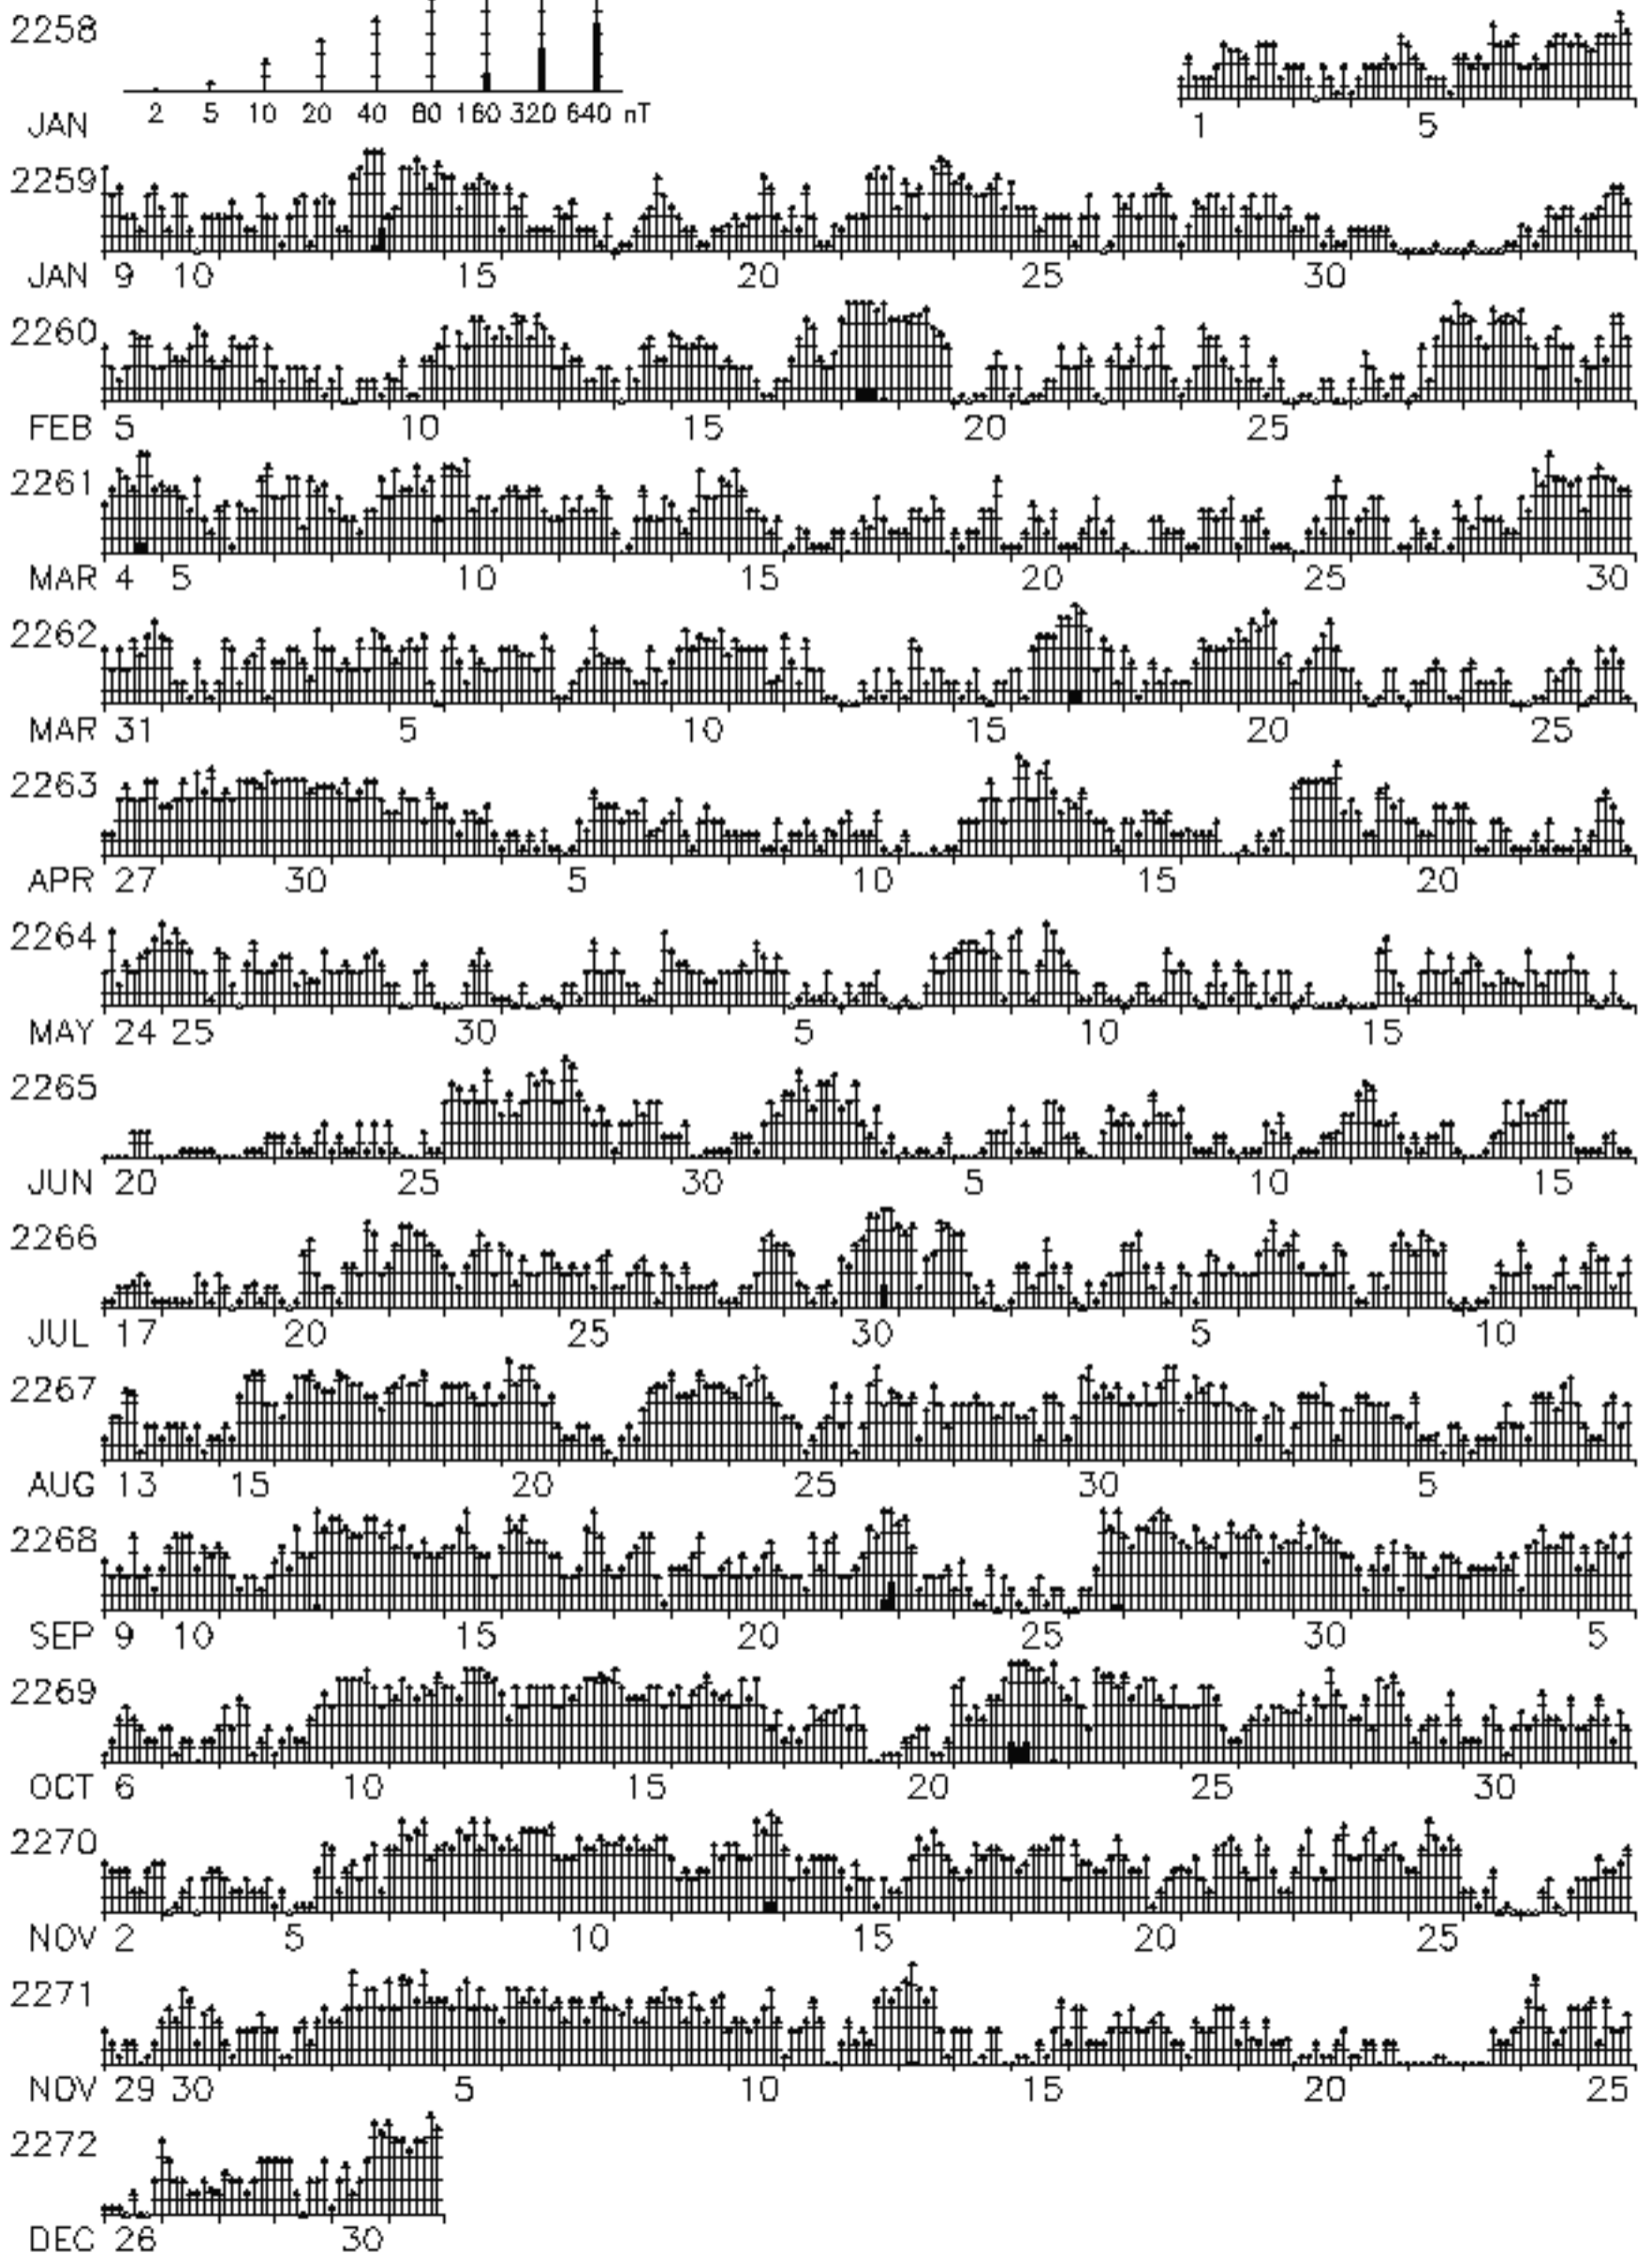 2258
2 5 10 20 40 80 160 320 640 nT
JAN 1 5
2259
JAN 9 10 15 20 25 30
2260
FEB 5 10 15 20 25
2261
MAR 4 5 10 15 20 25 30
2262
MAR 31 5 10 15 20 25
2263
APR 27 30 5 10 15 20
2264
MAY 24 25 30 5 10 15
2265
JUN 20 25 30 5 10 15
2266
JUL 17 20 25 30 5 10
2267
AUG 13 15 20 25 30 5
2268
SEP 9 10 15 20 25 30 5
2269
OCT 6 10 15 20 25 30
2270
NOV 2 5 10 15 20 25
2271
NOV 29 30 5 10 15 20 25
2272
DEC 26 30